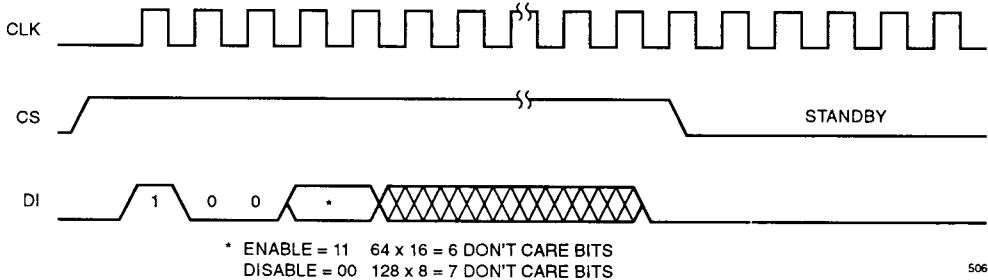 CLK
CS
STANDBY
DI
1 0 0 *
* ENABLE = 11 64 x 16 = 6 DON'T CARE BITS
DISABLE = 00 128 x 8 = 7 DON'T CARE BITS
506